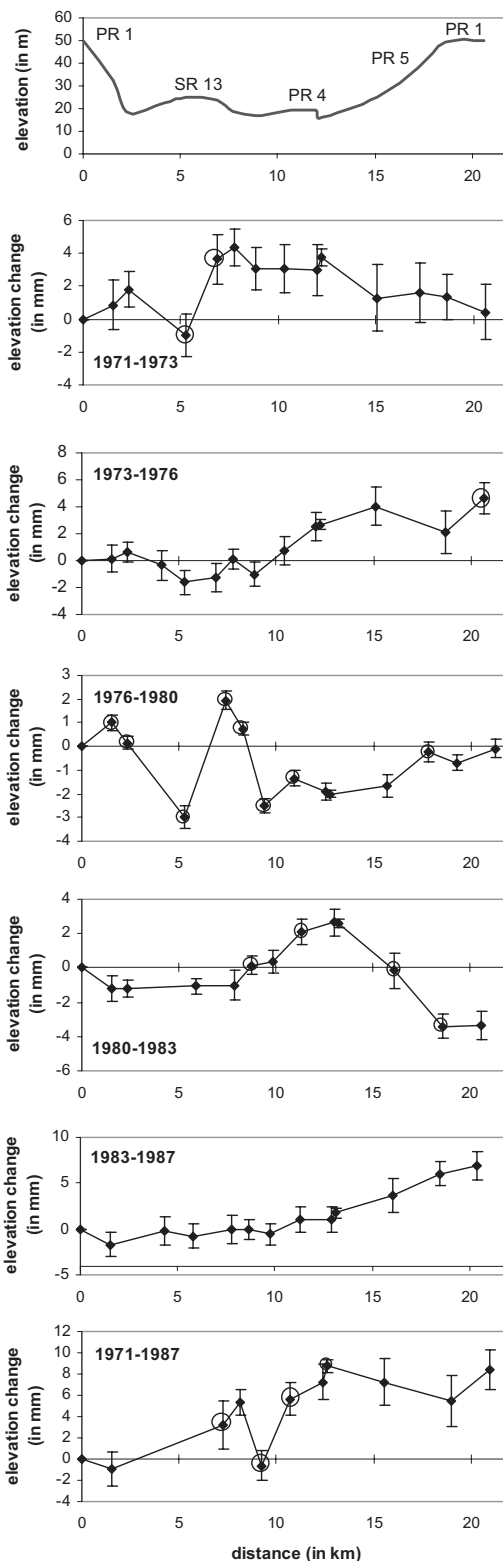 elevation (in m)
60
50
40
30
20
10
0
PR 1
SR 13
PR 4
PR 5
PR 1
0 5 10 15 20
elevation change
(in mm)
6
4
2
0
-2
-4
1971-1973
0 5 10 15 20
elevation change
(in mm)
8
6
4
2
0
-2
-4
1973-1976
0 5 10 15 20
elevation change
(in mm)
3
2
1
0
-1
-2
-3
-4
1976-1980
0 5 10 15 20
elevation change
(in mm)
4
2
0
-2
-4
-6
1980-1983
0 5 10 15 20
elevation change
(in mm)
10
5
0
-5
1983-1987
0 5 10 15 20
elevation change
(in mm)
12
10
8
6
4
2
0
-2
-4
1971-1987
0 5 10 15 20
distance (in km)